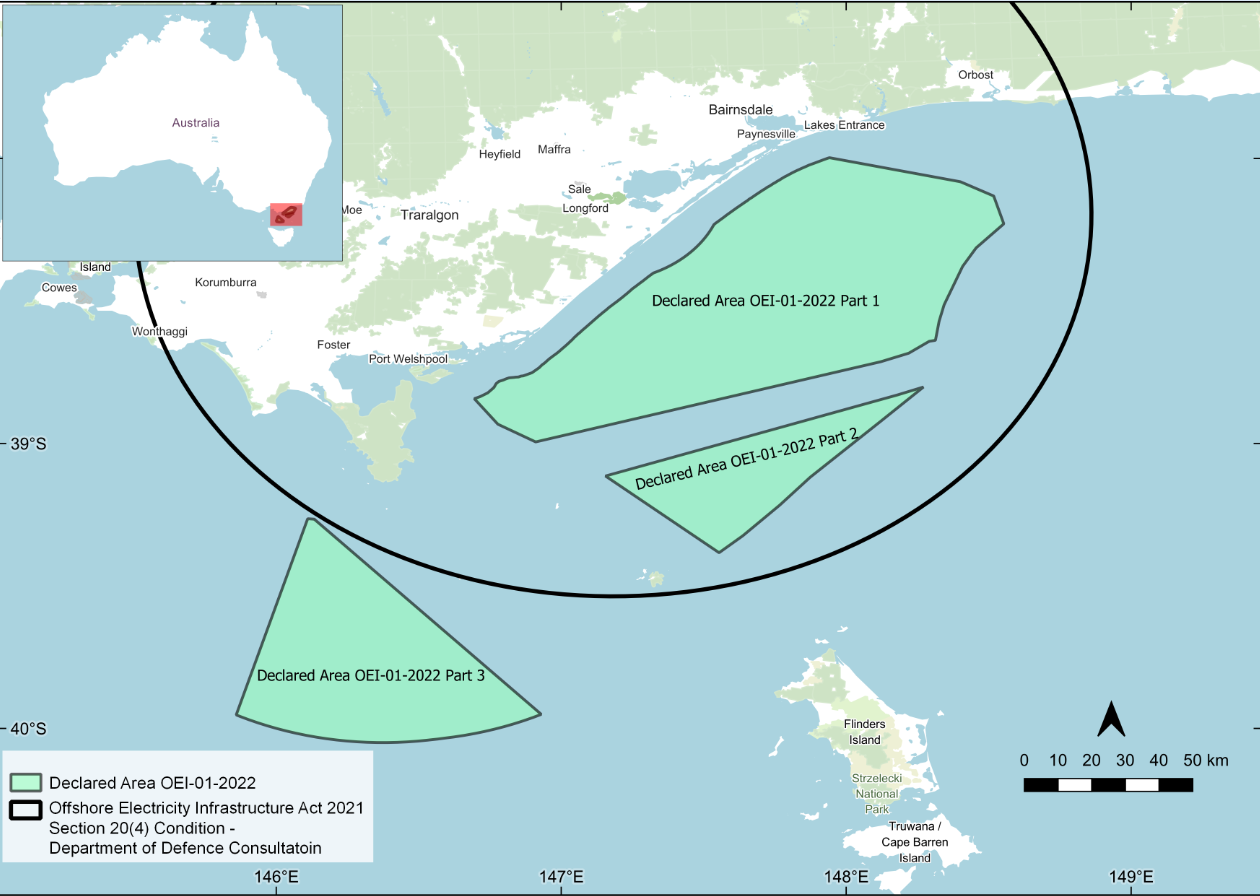 Australia
Orbost
Bairnsdale
Paynesville
Lakes Entrance
Heyfield
Maffra
Sale
Longford
Moe
Traralgon
Island
Cowes
Korumburra
Wonthaggi
Foster
Port Welshpool
Declared Area OEI-01-2022 Part 1
Declared Area OEI-01-2022 Part 2
Declared Area OEI-01-2022 Part 3
39°S
40°S
Flinders
Island
Strzelecki
National
Park
Truwana /
Cape Barren
Island
0 10 20 30 40 50 km
Declared Area OEI-01-2022
Offshore Electricity Infrastructure Act 2021
Section 20(4) Condition -
Department of Defence Consultatoin
146°E
147°E
148°E
149°E